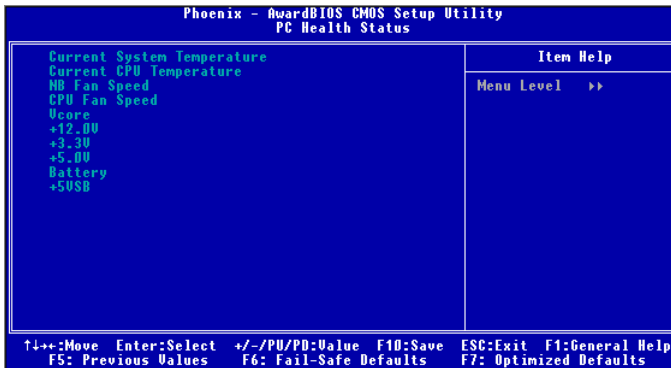 Phoenix - AwardBIOS CMOS Setup Utility
PC Health Status
Current System Temperature
Current CPU Temperature
NB Fan Speed
CPU Fan Speed
Vcore
+12.0V
+3.3V
+5.0V
Battery
+5VSB
Item Help
Menu Level ▸▸
↑↓→←:Move Enter:Select +/-/PU/PD:Value F10:Save ESC:Exit F1:General Help
F5: Previous Values F6: Fail-Safe Defaults F7: Optimized Defaults